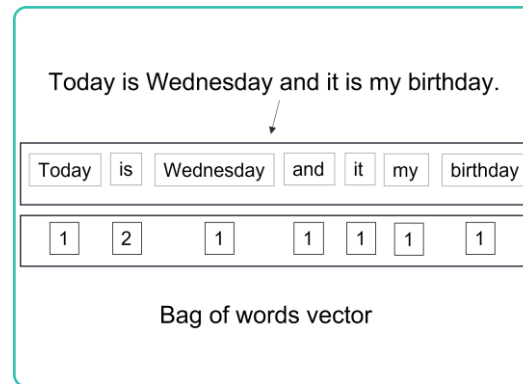 Today is Wednesday and it is my birthday.
Today is Wednesday and it my birthday
1 2 1 1 1 1 1
Bag of words vector